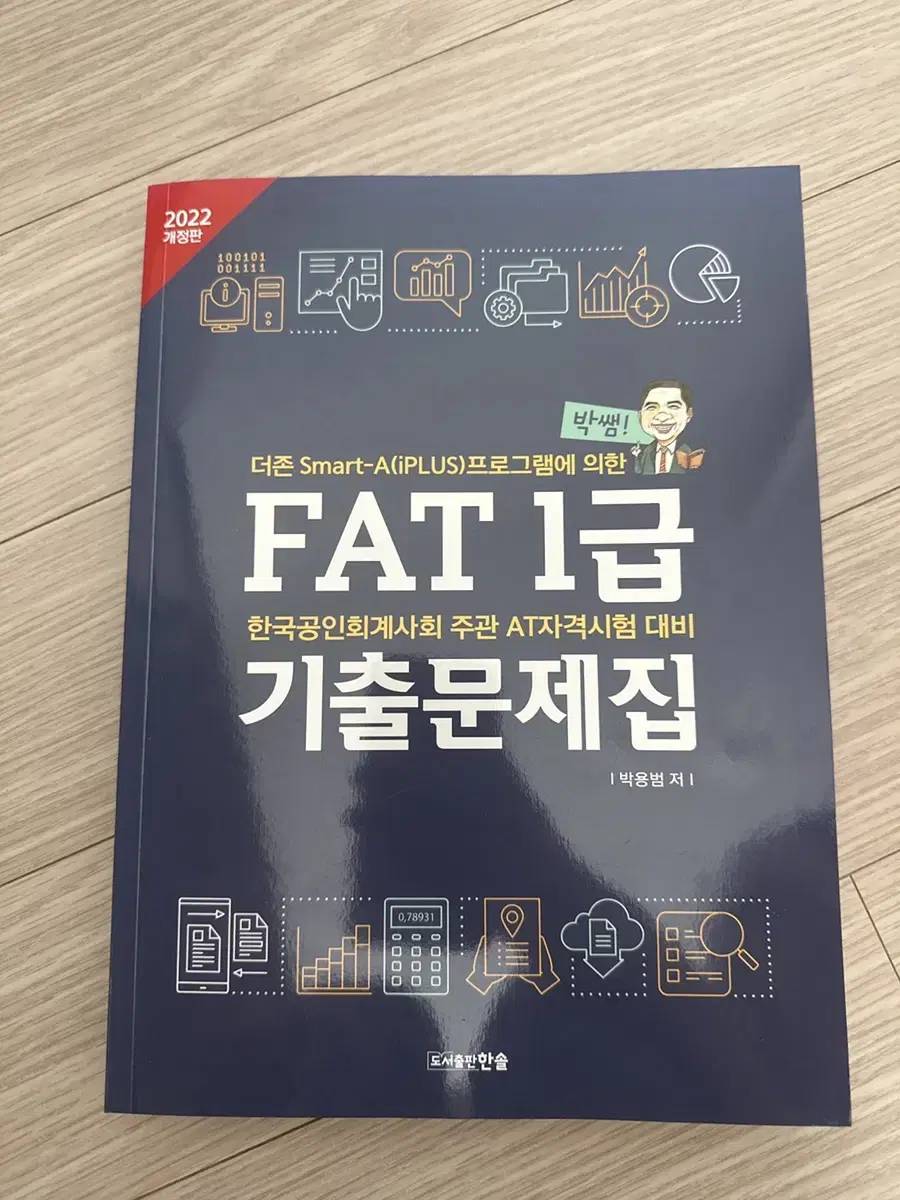 2022
개정판
100101
001111
박쌤!
더존 Smart-A(iPLUS)프로그램에 의한
FAT 1급
한국공인회계사회 주관 AT자격시험 대비
기출문제집
| 박용범 저 |
0,78931
도서출판한솔